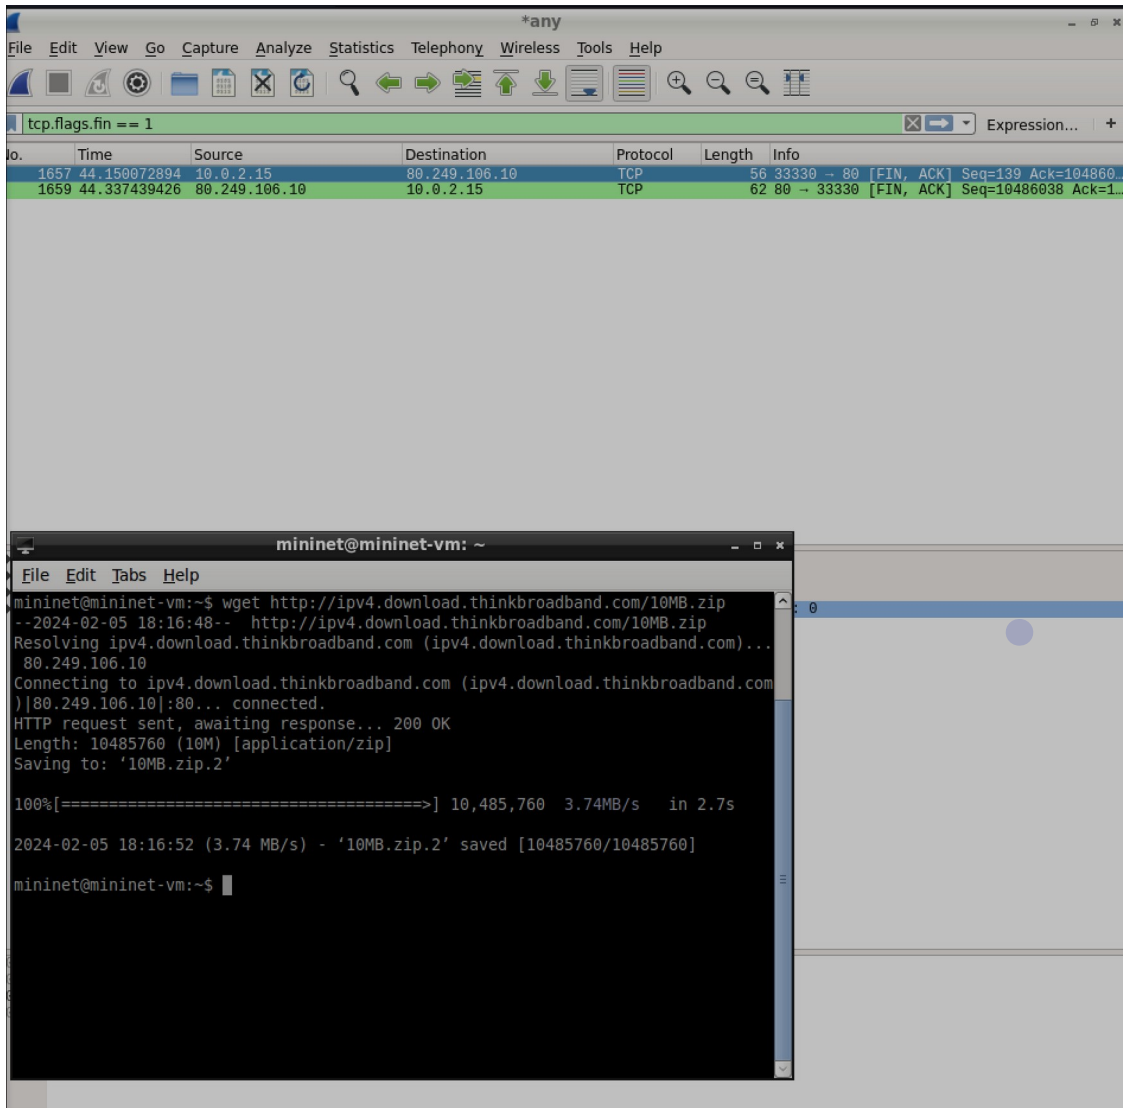 *any
File Edit View Go Capture Analyze Statistics Telephony Wireless Tools Help
tcp.flags.fin == 1 Expression... +
No. Time Source Destination Protocol Length Info
1657 44.150072894 10.0.2.15 80.249.106.10 TCP 56 33330 → 80 [FIN, ACK] Seq=139 Ack=104860…
1659 44.337439426 80.249.106.10 10.0.2.15 TCP 62 80 → 33330 [FIN, ACK] Seq=10486038 Ack=1…
mininet@mininet-vm: ~
File Edit Tabs Help
mininet@mininet-vm:~$ wget http://ipv4.download.thinkbroadband.com/10MB.zip
--2024-02-05 18:16:48-- http://ipv4.download.thinkbroadband.com/10MB.zip
Resolving ipv4.download.thinkbroadband.com (ipv4.download.thinkbroadband.com)...
80.249.106.10
Connecting to ipv4.download.thinkbroadband.com (ipv4.download.thinkbroadband.com
)|80.249.106.10|:80... connected.
HTTP request sent, awaiting response... 200 OK
Length: 10485760 (10M) [application/zip]
Saving to: ‘10MB.zip.2’
100%[======================================>] 10,485,760 3.74MB/s in 2.7s
2024-02-05 18:16:52 (3.74 MB/s) - ‘10MB.zip.2’ saved [10485760/10485760]
mininet@mininet-vm:~$
: 0